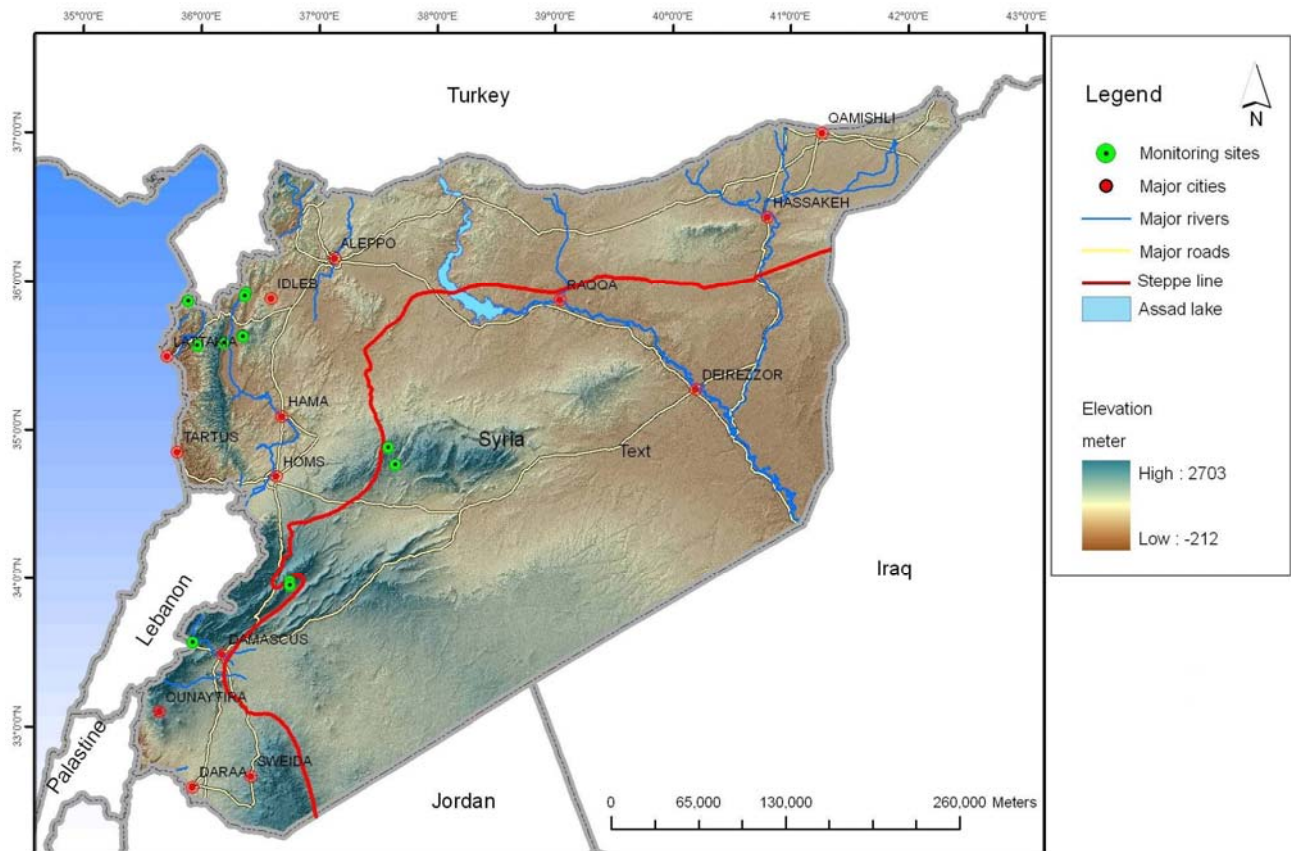 35°0'0"E 36°0'0"E 37°0'0"E 38°0'0"E 39°0'0"E 40°0'0"E 41°0'0"E 42°0'0"E 43°0'0"E
37°0'0"N
36°0'0"N
35°0'0"N
34°0'0"N
33°0'0"N
Turkey
QAMISHLI
HASSAKEH
ALEPPO
IDLEB
RAQQA
LATTAKIA
DEIREZZOR
HAMA
TARTUS
Syria
Text
HOMS
Iraq
Lebanon
DAMASCUS
QUNAYTIRA
Palastine
DARAA
SWEIDA
Jordan
0 65,000 130,000 260,000 Meters
Legend
N
Monitoring sites
Major cities
Major rivers
Major roads
Steppe line
Assad lake
Elevation
meter
High : 2703
Low : -212